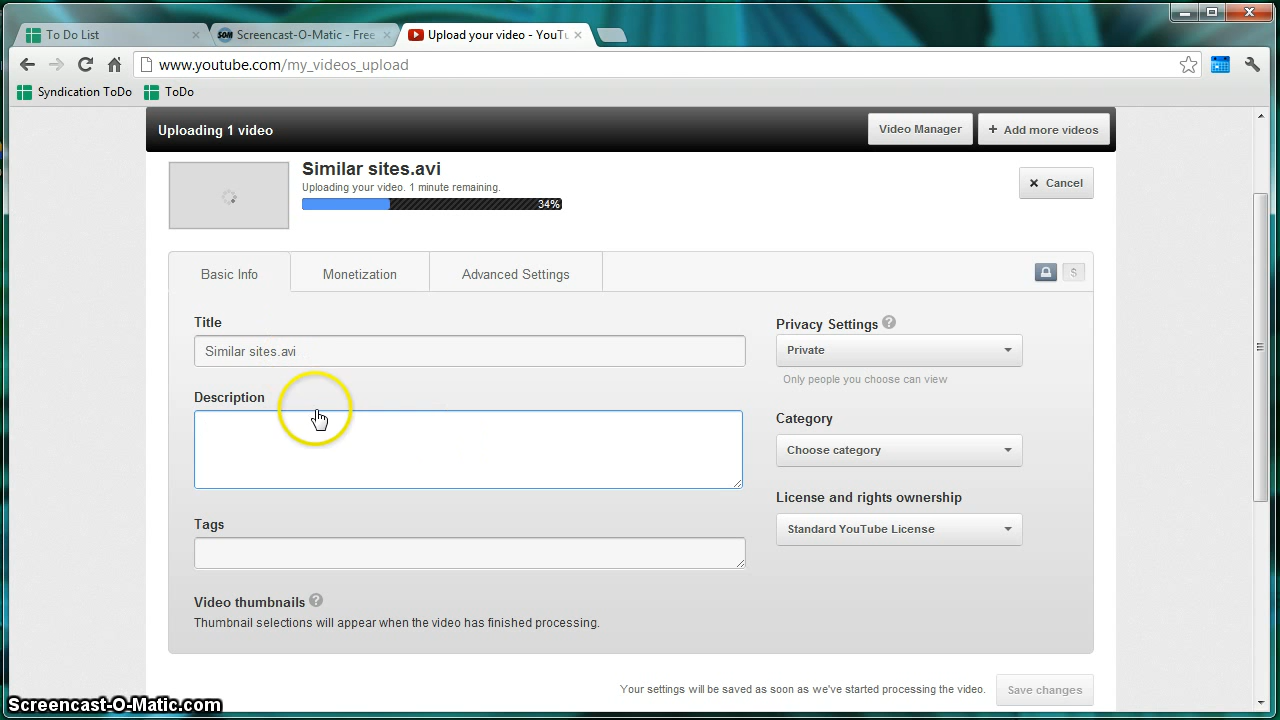 To Do List
Screencast-O-Matic - Free
Upload your video - YouTu
www.youtube.com/my_videos_upload
Syndication ToDo
ToDo
Uploading 1 video
Video Manager
+ Add more videos
Similar sites.avi
Uploading your video. 1 minute remaining.
34%
× Cancel
Basic Info
Monetization
Advanced Settings
$
Title
Similar sites.avi
Privacy Settings ?
Private
Only people you choose can view
Description
Category
Choose category
License and rights ownership
Standard YouTube License
Tags
Video thumbnails ?
Thumbnail selections will appear when the video has finished processing.
Your settings will be saved as soon as we've started processing the video.
Save changes
Screencast-O-Matic.com